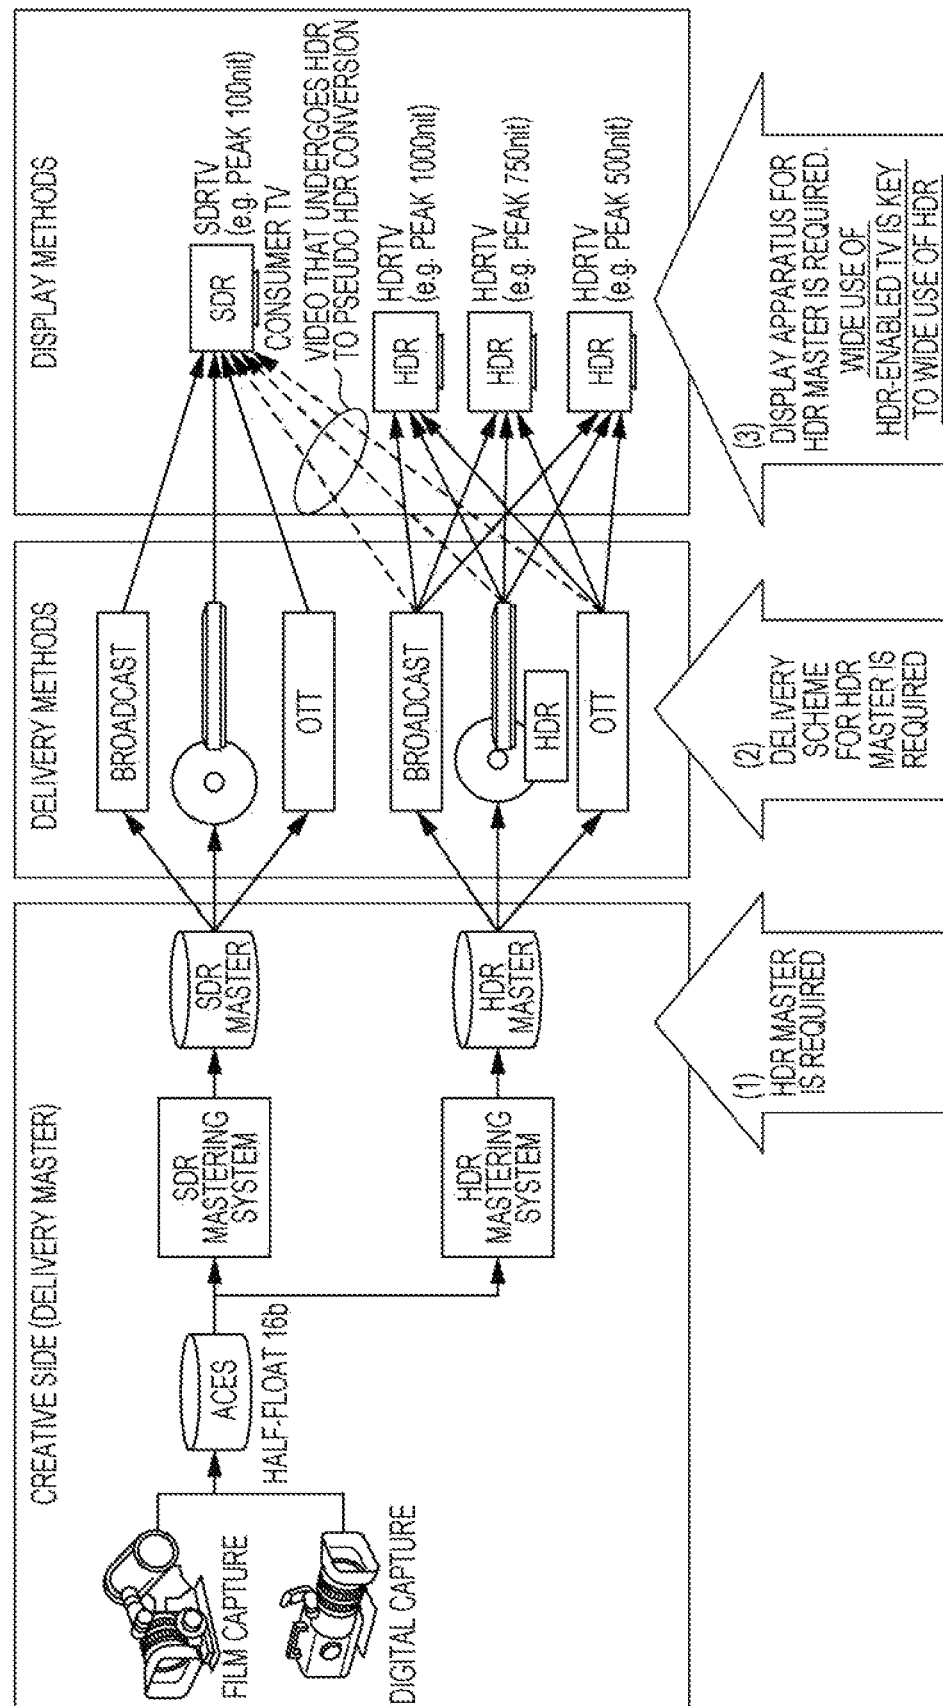 CREATIVE SIDE (DELIVERY MASTER)
FILM CAPTURE
DIGITAL CAPTURE
ACES
HALF-FLOAT 16b
SDR
MASTERING
SYSTEM
HDR
MASTERING
SYSTEM
SDR
MASTER
HDR
MASTER
(1)
HDR MASTER
IS REQUIRED
DELIVERY METHODS
BROADCAST
OTT
BROADCAST
HDR
OTT
(2)
DELIVERY
SCHEME
FOR HDR
MASTER IS
REQUIRED
DISPLAY METHODS
SDR
SDRTV
(e.g. PEAK 100nit)
CONSUMER TV
VIDEO THAT UNDERGOES HDR
TO PSEUDO HDR CONVERSION
HDR
HDRTV
(e.g. PEAK 1000nit)
HDR
HDRTV
(e.g. PEAK 750nit)
HDR
HDRTV
(e.g. PEAK 500nit)
(3)
DISPLAY APPARATUS FOR
HDR MASTER IS REQUIRED.
WIDE USE OF
HDR-ENABLED TV IS KEY
TO WIDE USE OF HDR